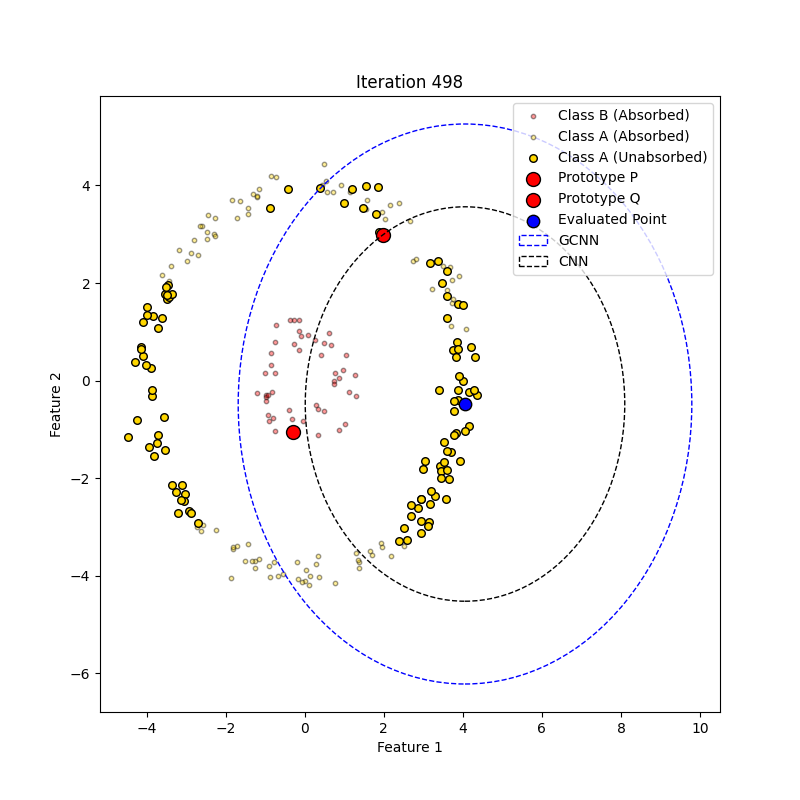 Iteration 498
Class B (Absorbed)
Class A (Absorbed)
Class A (Unabsorbed)
Prototype P
Prototype Q
Evaluated Point
GCNN
CNN
4
2
0
−2
−4
−6
Feature 2
−4 −2 0 2 4 6 8 10
Feature 1